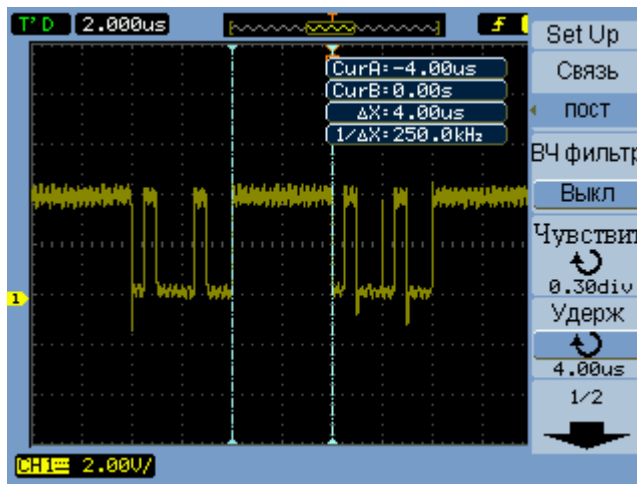 T'D 2.000us
Set Up
CurA:-4.00us
CurB:0.00s
ΔX:4.00us
1/ΔX:250.0kHz
Связь
пост
ВЧ фильтр
Выкл
Чувствит
0.30div
Удерж
4.00us
1/2
1
CH1 2.00V/